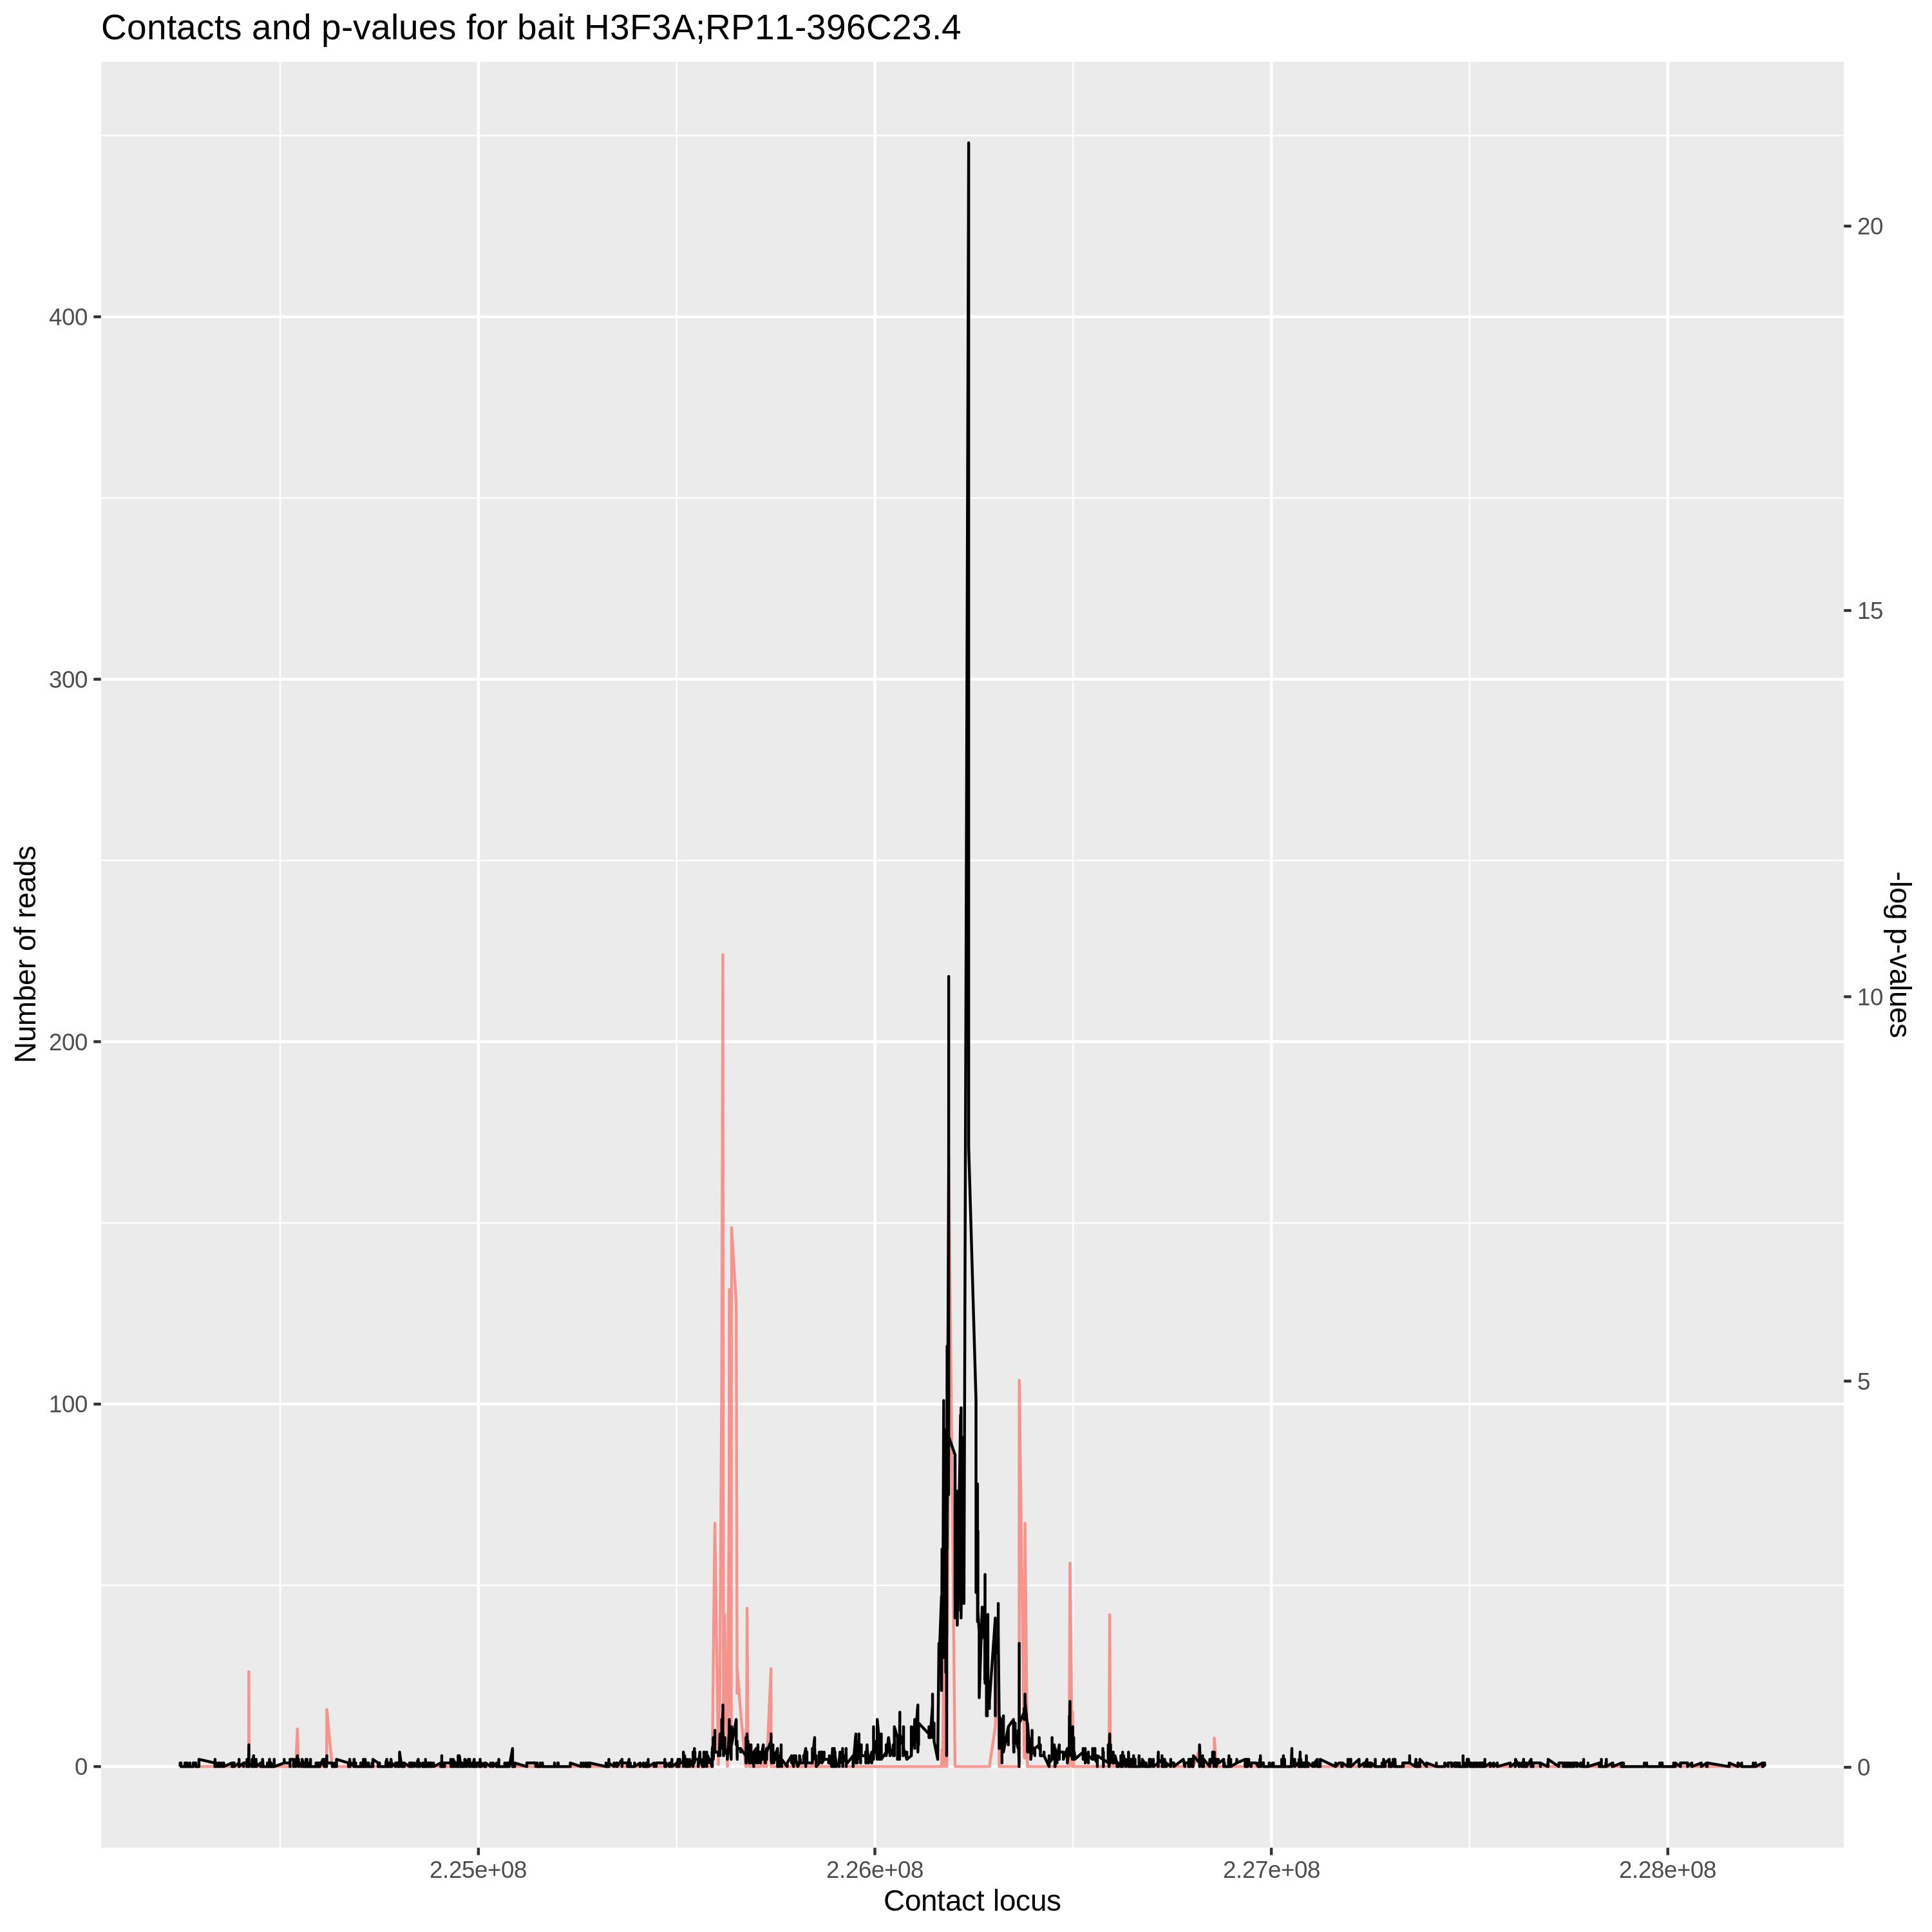 Contacts and p-values for bait H3F3A;RP11-396C23.4
Number of reads
400
300
200
100
0
20
15
10
5
0
-log p-values
2.25e+08
2.26e+08
2.27e+08
2.28e+08
Contact locus